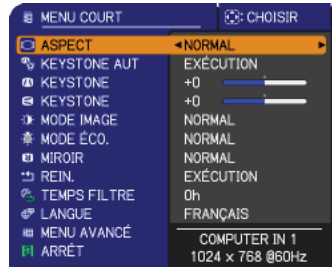 MENU COURT : CHOISIR
ASPECT NORMAL
KEYSTONE AUT EXÉCUTION
KEYSTONE +0
KEYSTONE +0
MODE IMAGE NORMAL
MODE ÉCO. NORMAL
MIROIR NORMAL
REIN. EXÉCUTION
TEMPS FILTRE 0h
LANGUE FRANÇAIS
MENU AVANCÉ COMPUTER IN 1
ARRÊT 1024 x 768 @60Hz